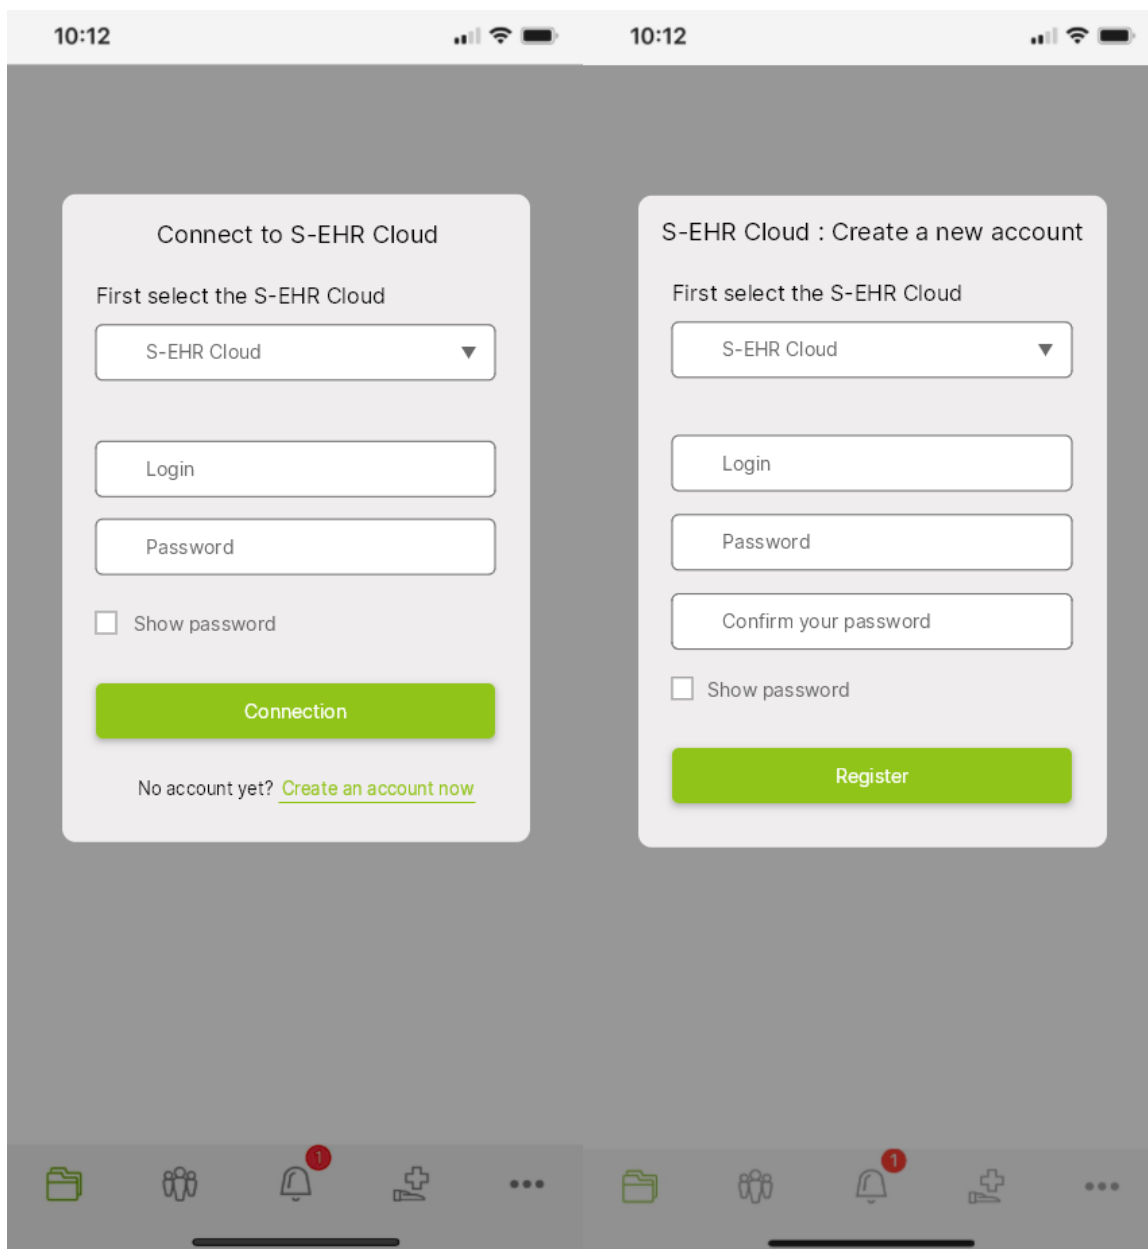 10:12
Connect to S-EHR Cloud
First select the S-EHR Cloud
S-EHR Cloud
Login
Password
Show password
Connection
No account yet? Create an account now
1
10:12
S-EHR Cloud : Create a new account
First select the S-EHR Cloud
S-EHR Cloud
Login
Password
Confirm your password
Show password
Register
1